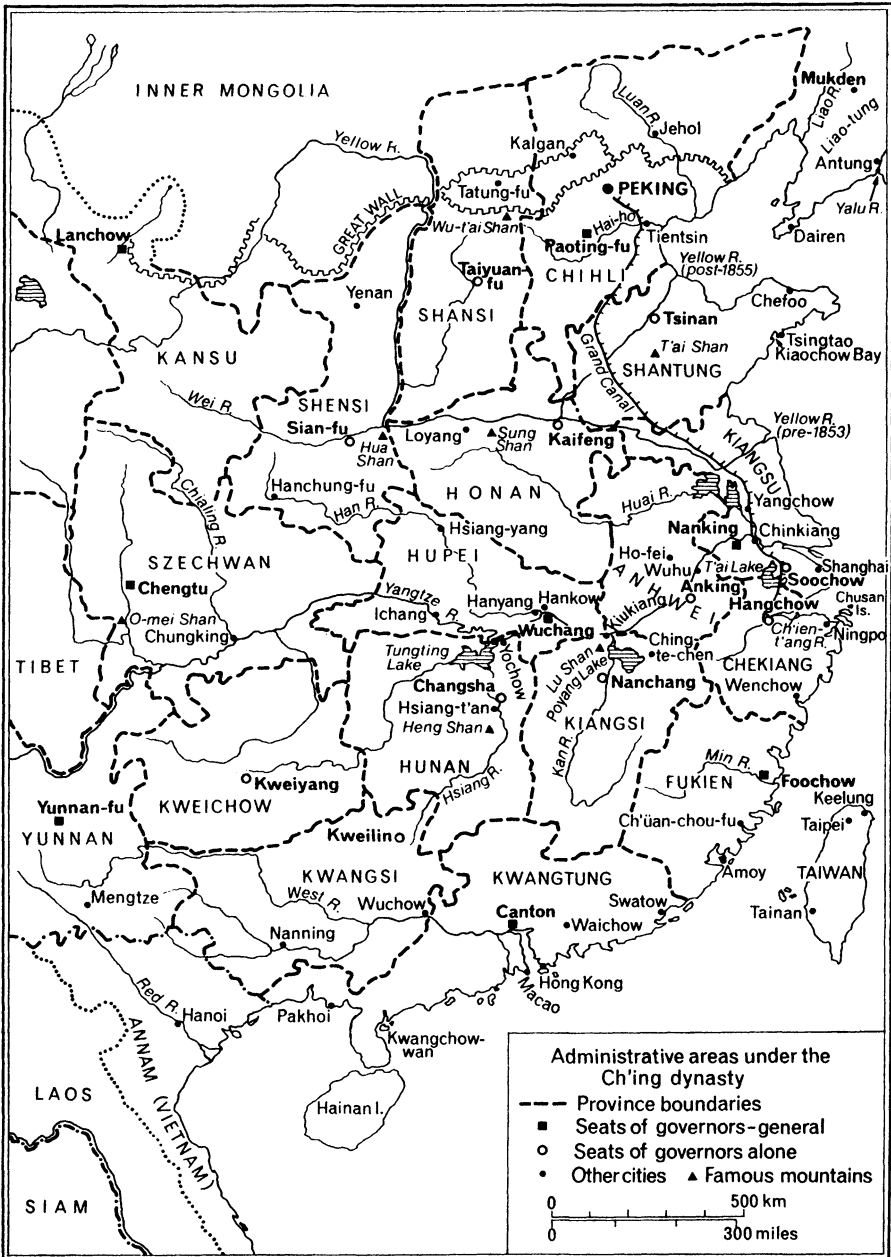 INNER MONGOLIA
Mukden
Liao R.
Liao-tung
Luan R.
Jehol
Kalgan
Yellow R.
Antung
Tatung-fu
PEKING
GREAT WALL
Wu-t'ai Shan
Hai-ho
Yalu R.
Lanchow
Paoting-fu
Tientsin
Dairen
Taiyuan-
fu
CHIHLI
Yellow R.
(post-1855)
Yenan
SHANSI
Chefoo
Tsinan
KANSU
T'ai Shan
Tsingtao
Kiaochow Bay
Grand Canal
SHANTUNG
Wei R.
SHENSI
Sian-fu
Hua
Shan
Loyang
Sung
Shan
Kaifeng
Yellow R.
(pre-1853)
KIANGSU
Chialing R.
Hanchung-fu
Han R.
HONAN
Huai R.
Yangchow
Hsiang-yang
Nanking
Chinkiang
SZECHWAN
HUPEI
Ho-fei
Wuhu
T'ai Lake
Shanghai
Chengtu
ANHWEI
Anking
Soochow
Yangtze R.
Hanyang
Hankow
Hangchow
Chusan
Is.
O-mei Shan
Ichang
Kiukiang
Chungking
Wuchang
Ching-
te-chen
Ch'ien-
t'ang R.
Ningpo
TIBET
Tungting
Lake
Yochow
Lu Shan
Poyang Lake
CHEKIANG
Changsha
Nanchang
Wenchow
Hsiang-t'an
Heng Shan
KIANGSI
Kan R.
HUNAN
Hsiang R.
Min R.
Kweiyang
FUKIEN
Foochow
KWEICHOW
Keelung
Yunnan-fu
Ch'üan-chou-fu
Taipei
YUNNAN
Kweilin
KWANGSI
KWANGTUNG
Amoy
TAIWAN
Mengtze
West R.
Wuchow
Swatow
Canton
Waichow
Tainan
Nanning
Hong Kong
Macao
Red R.
Hanoi
Pakhoi
Kwangchow-
wan
ANNAM (VIETNAM)
LAOS
Hainan I.
SIAM
Administrative areas under the
Ch'ing dynasty
Province boundaries
Seats of governors-general
Seats of governors alone
Other cities Famous mountains
0 500 km
0 300 miles